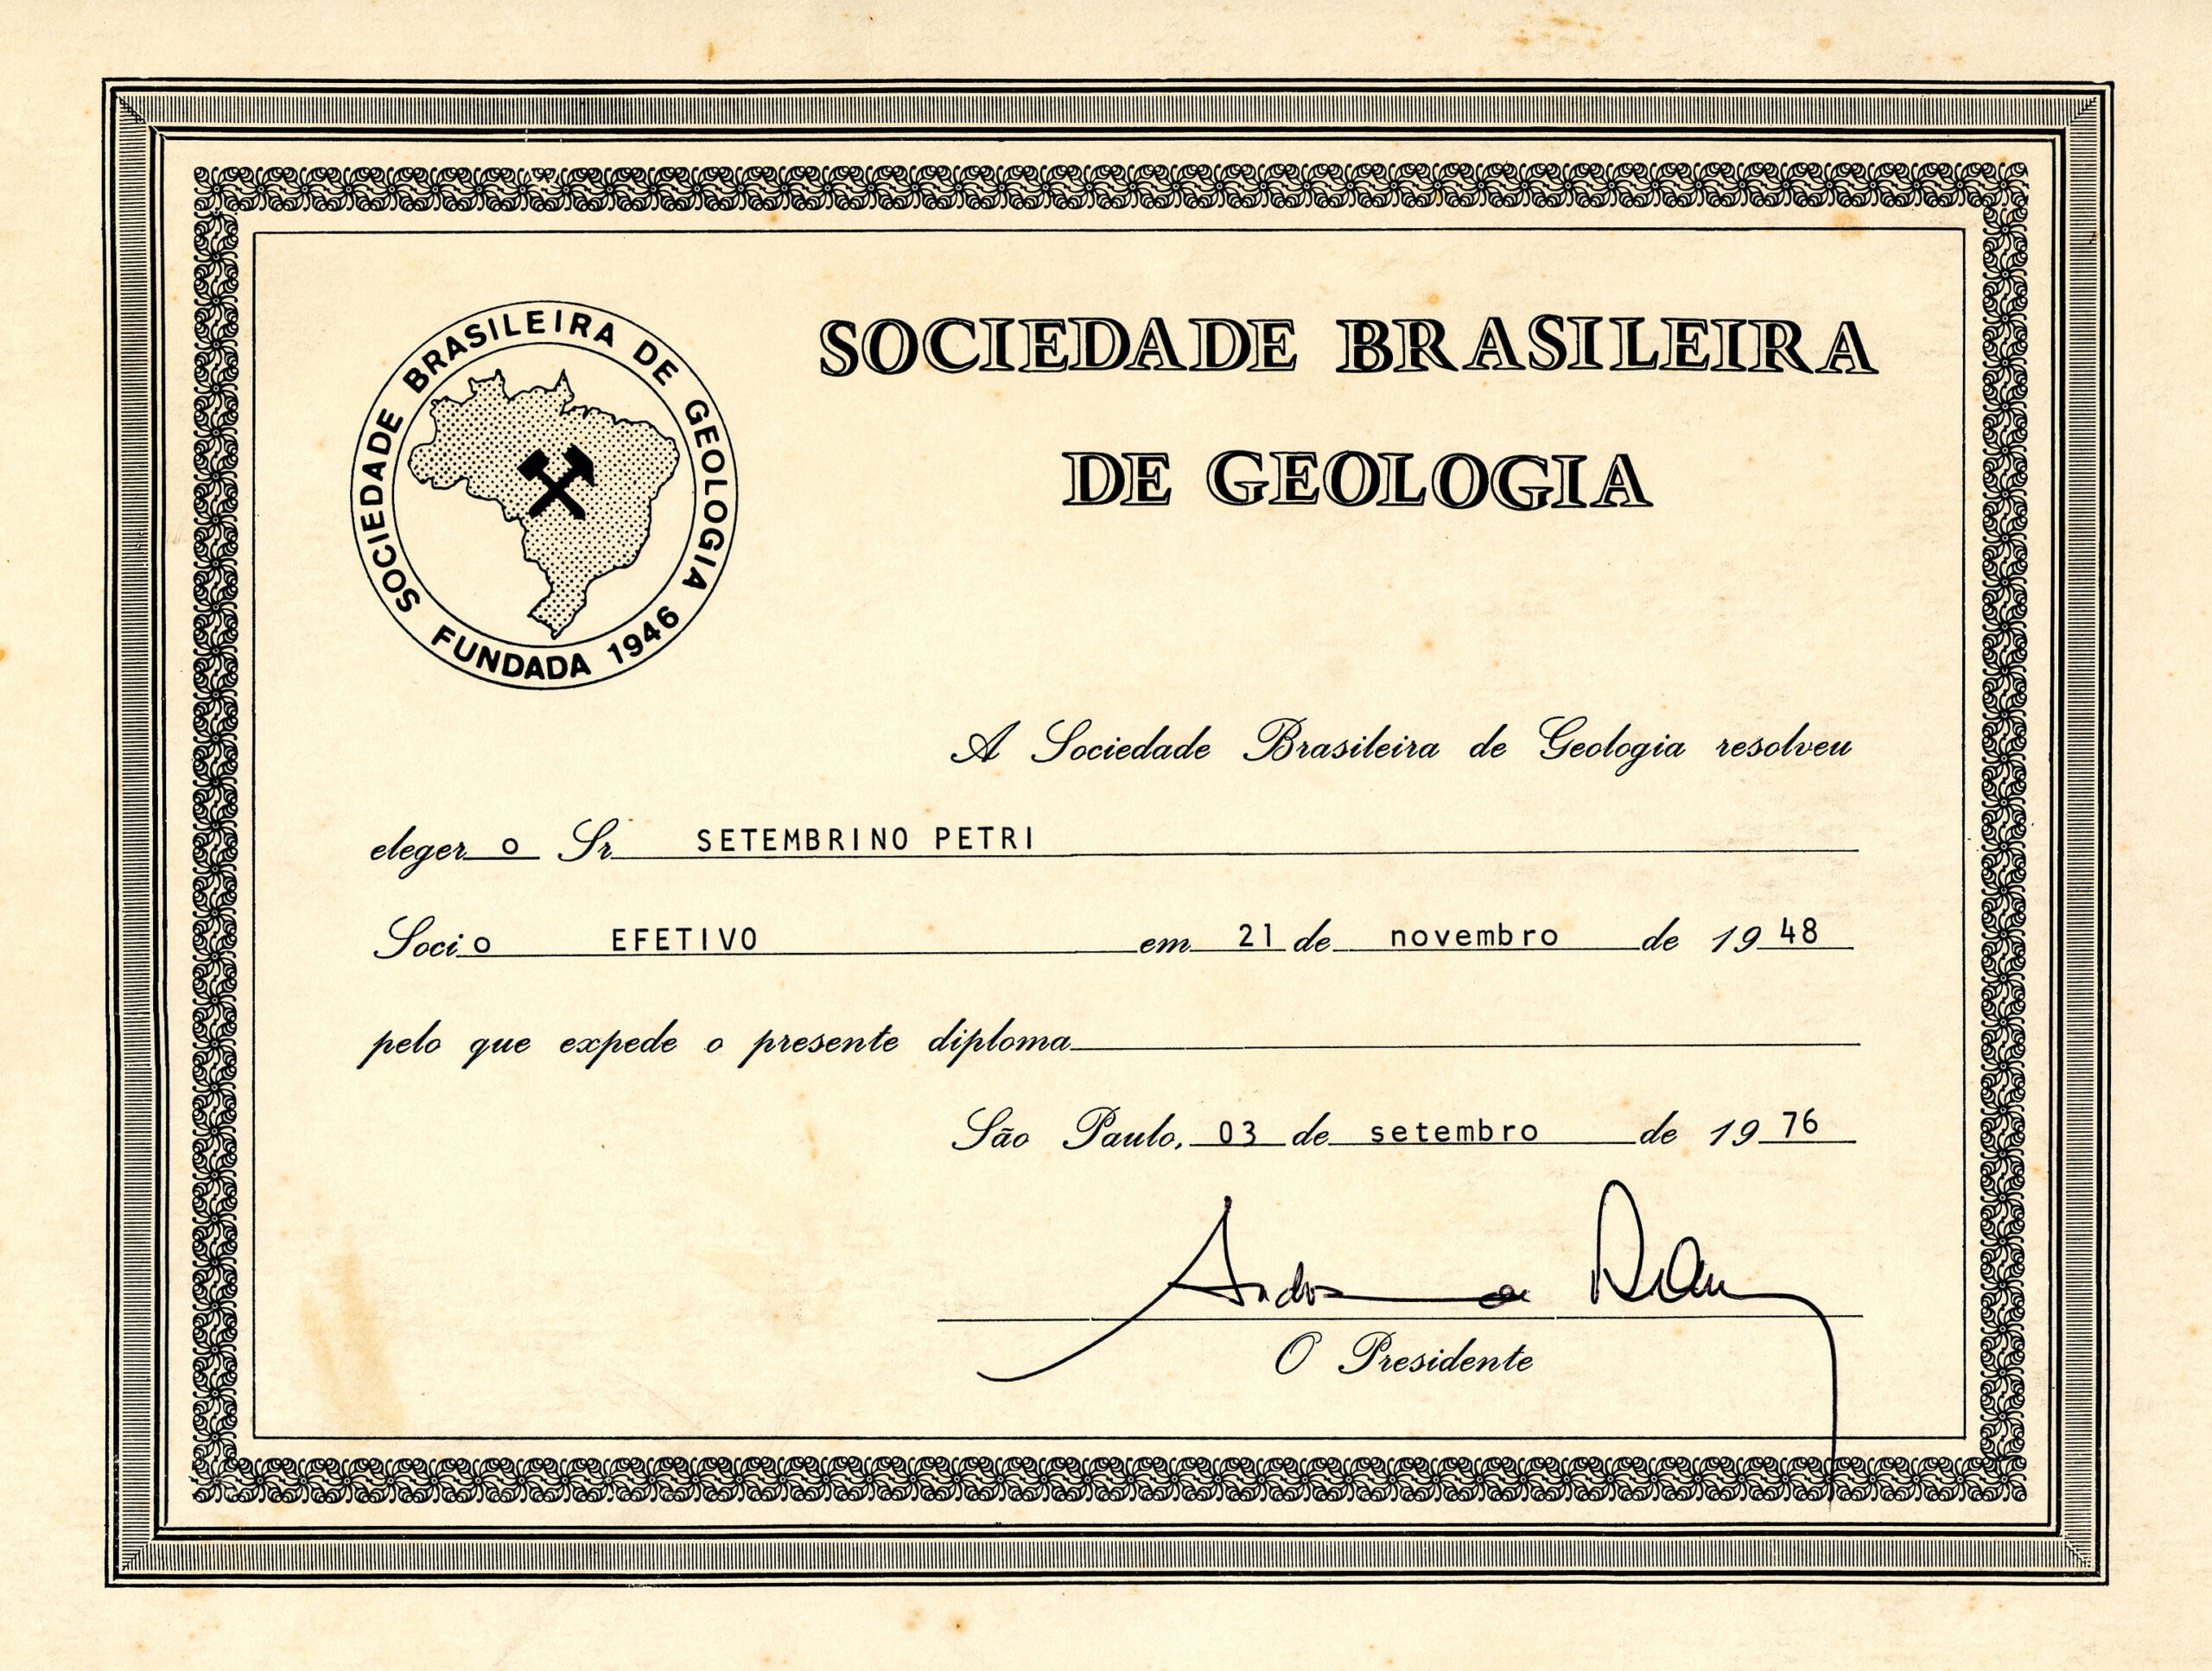 SOCIEDADE BRASILEIRA DE GEOLOGIA
FUNDADA 1946
SOCIEDADE BRASILEIRA
DE GEOLOGIA
A Sociedade Brasileira de Geologia resolveu
eleger o Sr SETEMBRINO PETRI
Socio EFETIVO em 21 de novembro de 1948
pelo que expede o presente diploma
São Paulo, 03 de setembro de 1976
O Presidente